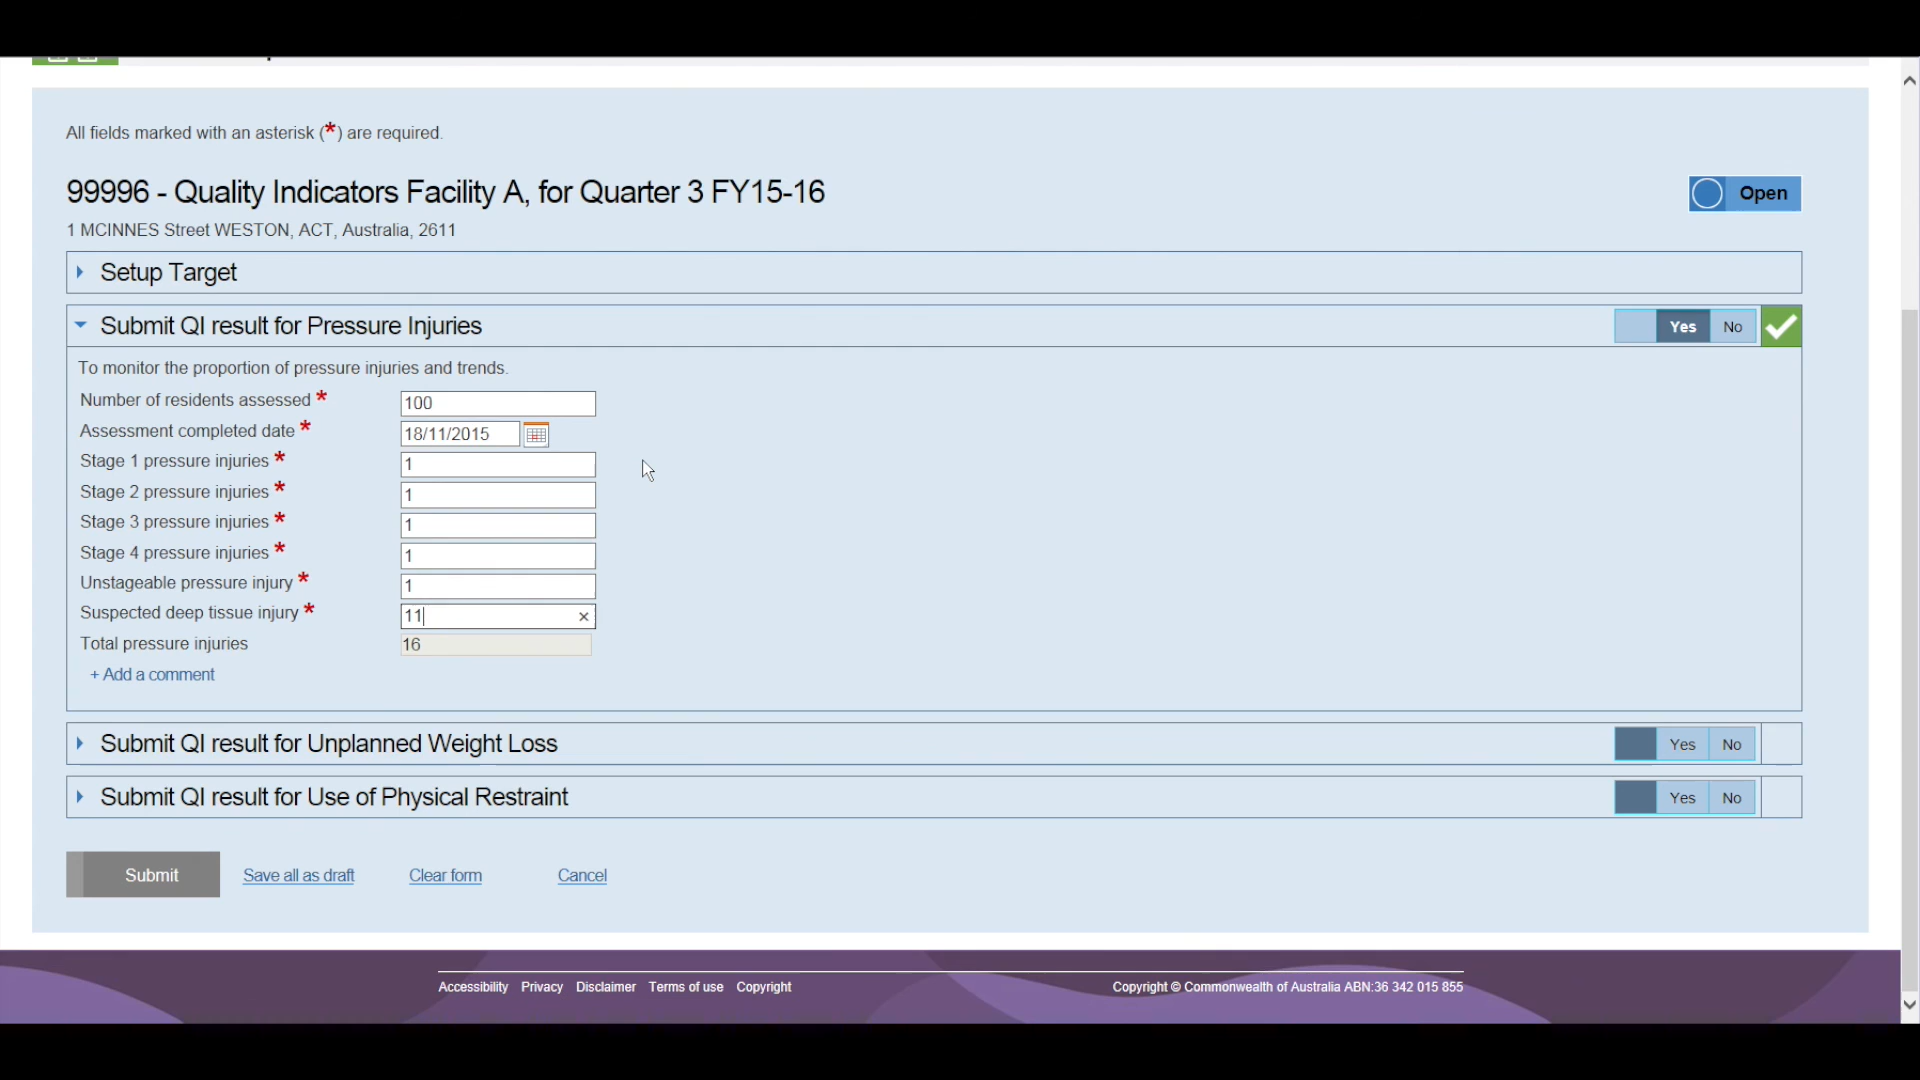 All fields marked with an asterisk (*) are required.
99996 - Quality Indicators Facility A, for Quarter 3 FY15-16
Open
1 MCINNES Street WESTON, ACT, Australia, 2611
Setup Target
Submit QI result for Pressure Injuries
Yes No
To monitor the proportion of pressure injuries and trends.
Number of residents assessed * 100
Assessment completed date * 18/11/2015
Stage 1 pressure injuries * 1
Stage 2 pressure injuries * 1
Stage 3 pressure injuries * 1
Stage 4 pressure injuries * 1
Unstageable pressure injury * 1
Suspected deep tissue injury * 11
Total pressure injuries 16
+ Add a comment
Submit QI result for Unplanned Weight Loss
Yes No
Submit QI result for Use of Physical Restraint
Yes No
Submit Save all as draft Clear form Cancel
Accessibility Privacy Disclaimer Terms of use Copyright
Copyright © Commonwealth of Australia ABN:36 342 015 855